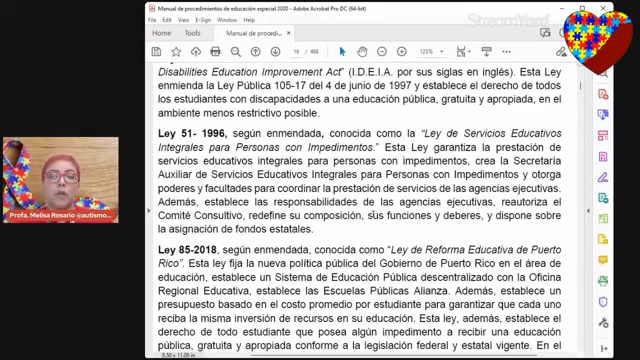 Manual de procedimientos de educación especial 2020 - Adobe Acrobat Pro DC (64-bit)
File Edit View E-Sign Window Help
Home Tools Manual de procedi... ×
16 / 488 125%
StreamYard
Disabilities Education Improvement Act" (I.D.E.I.A por sus siglas en inglés). Esta Ley
enmienda la Ley Pública 105-17 del 4 de junio de 1997 y establece el derecho de todos
los estudiantes con discapacidades a una educación pública, gratuita y apropiada, en el
ambiente menos restrictivo posible.
Ley 51- 1996, según enmendada, conocida como la "Ley de Servicios Educativos
Integrales para Personas con Impedimentos." Esta Ley garantiza la prestación de
servicios educativos integrales para personas con impedimentos, crea la Secretaría
Auxiliar de Servicios Educativos Integrales para Personas con Impedimentos y otorga
poderes y facultades para coordinar la prestación de servicios de las agencias ejecutivas.
Además, establece las responsabilidades de las agencias ejecutivas, reautoriza el
Comité Consultivo, redefine su composición, sus funciones y deberes, y dispone sobre
la asignación de fondos estatales.
Ley 85-2018, según enmendada, conocida como "Ley de Reforma Educativa de Puerto
Rico". Esta ley fija la nueva política pública del Gobierno de Puerto Rico en el área de
educación, establece un Sistema de Educación Pública descentralizado con la Oficina
Regional Educativa, establece las Escuelas Públicas Alianza. Además, establece un
presupuesto basado en el costo promedio por estudiante para garantizar que cada uno
reciba la misma inversión de recursos en su educación. Esta ley, además, establece el
derecho de todo estudiante que posea algún impedimento a recibir una educación
pública, gratuita y apropiada conforme a la legislación federal y estatal vigente. En el
8.50 x 11.00 in
Profa. Melisa Rosario @autismo...